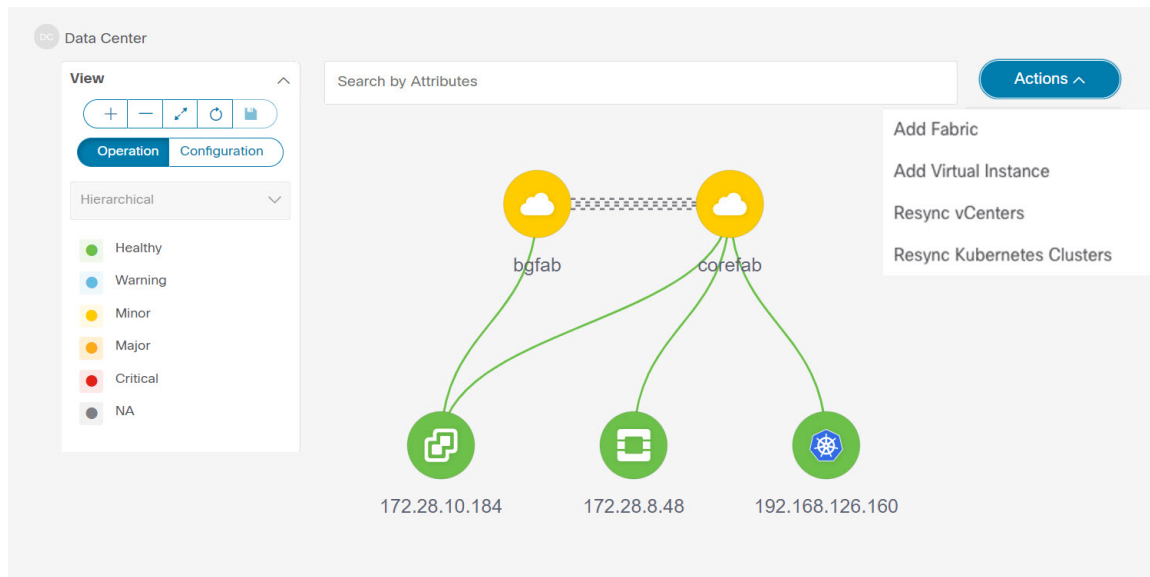 DC Data Center
View
Search by Attributes
Actions
Operation Configuration
Hierarchical
Healthy
Warning
Minor
Major
Critical
NA
Add Fabric
Add Virtual Instance
Resync vCenters
Resync Kubernetes Clusters
bgfab
corefab
172.28.10.184
172.28.8.48
192.168.126.160